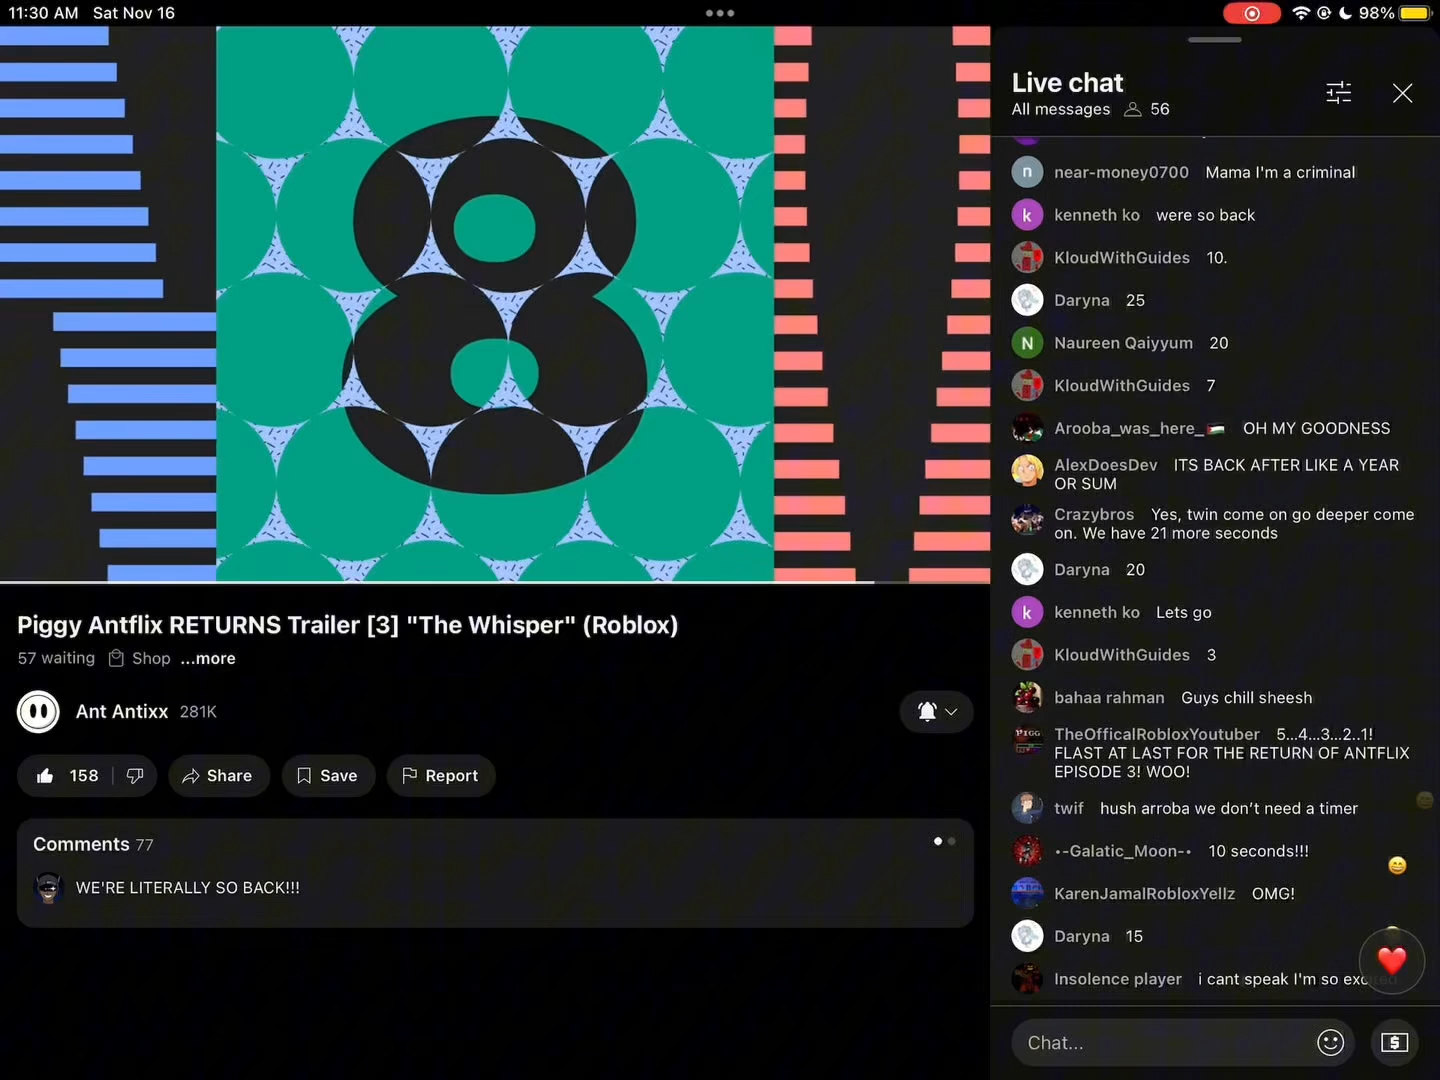 11:30 AM Sat Nov 16
98%
8
Piggy Antflix RETURNS Trailer [3] "The Whisper" (Roblox)
57 waiting Shop ...more
Ant Antixx 281K
158 Share Save Report
Comments 77
WE'RE LITERALLY SO BACK!!!
Live chat
All messages 56
n near-money0700 Mama I'm a criminal
k kenneth ko were so back
KloudWithGuides 10.
Daryna 25
N Naureen Qaiyyum 20
KloudWithGuides 7
Arooba_was_here_🇵🇸 OH MY GOODNESS
AlexDoesDev ITS BACK AFTER LIKE A YEAR
OR SUM
Crazybros Yes, twin come on go deeper come
on. We have 21 more seconds
Daryna 20
k kenneth ko Lets go
KloudWithGuides 3
bahaa rahman Guys chill sheesh
PIGG TheOfficalRobloxYoutuber 5...4...3...2..1!
FLAST AT LAST FOR THE RETURN OF ANTFLIX
EPISODE 3! WOO!
twif hush arroba we don’t need a timer
•-Galatic_Moon-• 10 seconds!!!
KarenJamalRobloxYellz OMG!
Daryna 15
Insolence player i cant speak I'm so excited
Chat...
$